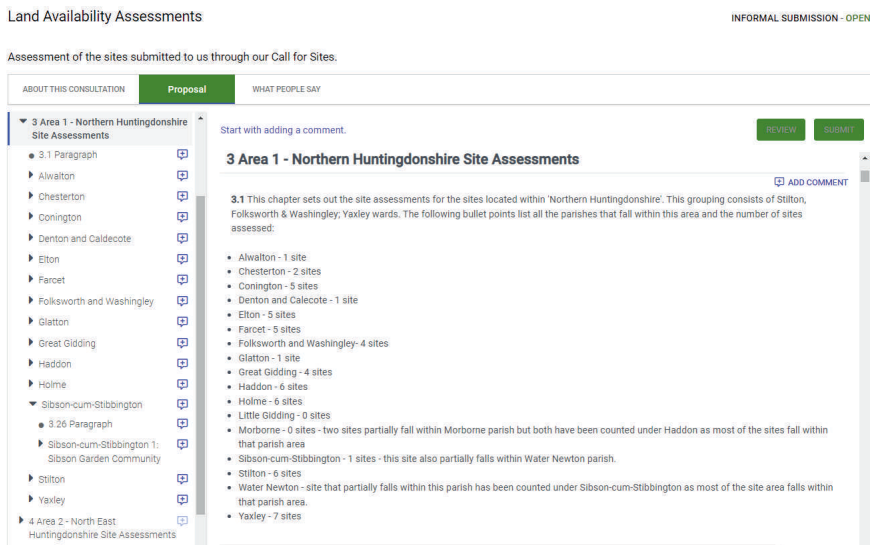 Land Availability Assessments
INFORMAL SUBMISSION - OPEN
Assessment of the sites submitted to us through our Call for Sites.
ABOUT THIS CONSULTATION
Proposal
WHAT PEOPLE SAY
3 Area 1 - Northern Huntingdonshire
Site Assessments
3.1 Paragraph
Alwalton
Chesterton
Conington
Denton and Caldecote
Elton
Farcet
Folksworth and Washingley
Glatton
Great Gidding
Haddon
Holme
Sibson-cum-Stibbington
3.26 Paragraph
Sibson-cum-Stibbington 1:
Sibson Garden Community
Stilton
Yaxley
4 Area 2 - North East
Huntingdonshire Site Assessments
Start with adding a comment.
REVIEW
SUBMIT
3 Area 1 - Northern Huntingdonshire Site Assessments
ADD COMMENT
3.1 This chapter sets out the site assessments for the sites located within 'Northern Huntingdonshire'. This grouping consists of Stilton,
Folksworth & Washingley; Yaxley wards. The following bullet points list all the parishes that fall within this area and the number of sites
assessed:
• Alwalton - 1 site
• Chesterton - 2 sites
• Conington - 5 sites
• Denton and Calecote - 1 site
• Elton - 5 sites
• Farcet - 5 sites
• Folksworth and Washingley- 4 sites
• Glatton - 1 site
• Great Gidding - 4 sites
• Haddon - 6 sites
• Holme - 6 sites
• Little Gidding - 0 sites
• Morborne - 0 sites - two sites partially fall within Morborne parish but both have been counted under Haddon as most of the sites fall within
that parish area
• Sibson-cum-Stibbington - 1 sites - this site also partially falls within Water Newton parish.
• Stilton - 6 sites
• Water Newton - site that partially falls within this parish has been counted under Sibson-cum-Stibbington as most of the site area falls within
that parish area.
• Yaxley - 7 sites